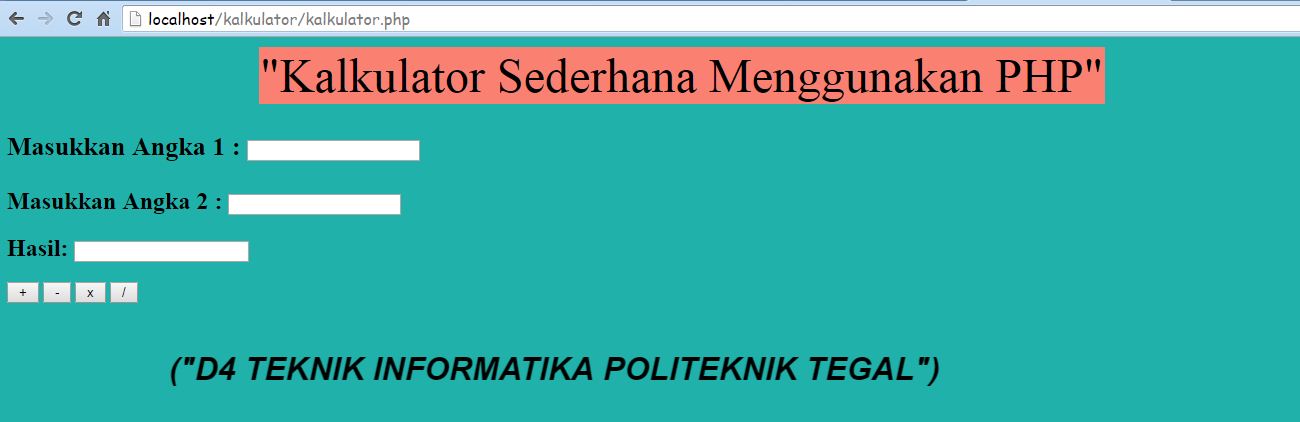 localhost/kalkulator/kalkulator.php
"Kalkulator Sederhana Menggunakan PHP"
Masukkan Angka 1 :
Masukkan Angka 2 :
Hasil:
+ - x /
("D4 TEKNIK INFORMATIKA POLITEKNIK TEGAL")